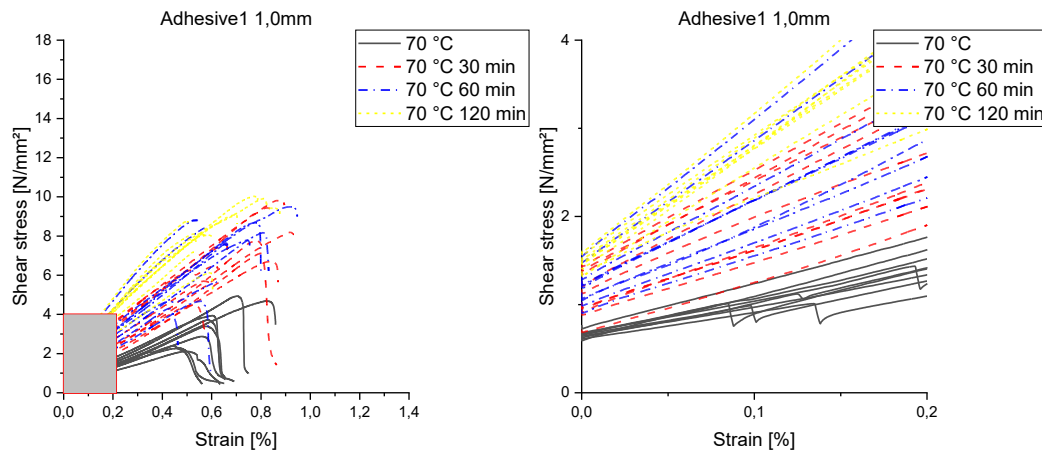 Adhesive1 1,0mm
18
16
14
12
10
8
6
4
2
0
Shear stress [N/mm²]
0,0 0,2 0,4 0,6 0,8 1,0 1,2 1,4
Strain [%]
70 °C
70 °C 30 min
70 °C 60 min
70 °C 120 min
Adhesive1 1,0mm
4
2
0
Shear stress [N/mm²]
0,0 0,1 0,2
Strain [%]
70 °C
70 °C 30 min
70 °C 60 min
70 °C 120 min